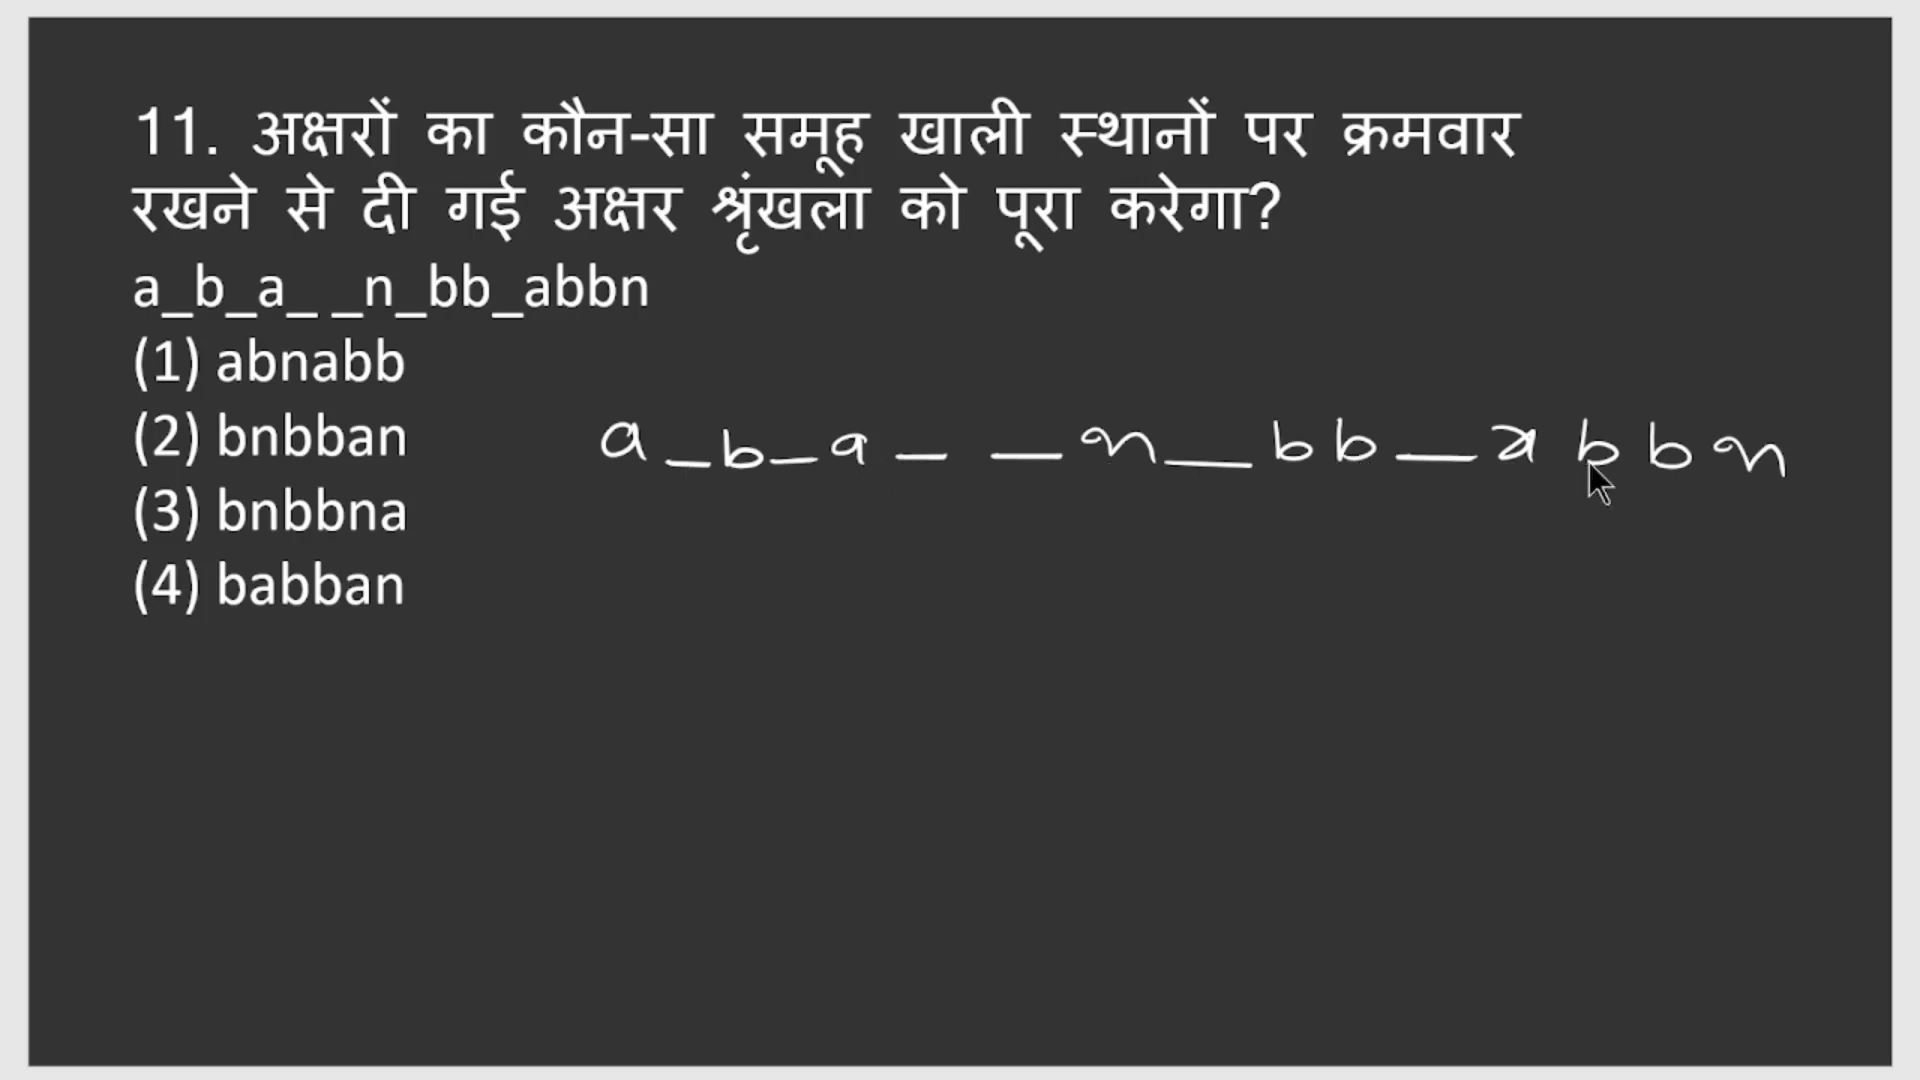 11. अक्षरों का कौन-सा समूह खाली स्थानों पर क्रमवार
रखने से दी गई अक्षर श्रृंखला को पूरा करेगा?
a_b_a_ _n_bb_abbn
(1) abnabb
(2) bnbban
a_b_a_ _n_bb_abbn
(3) bnbbna
(4) babban